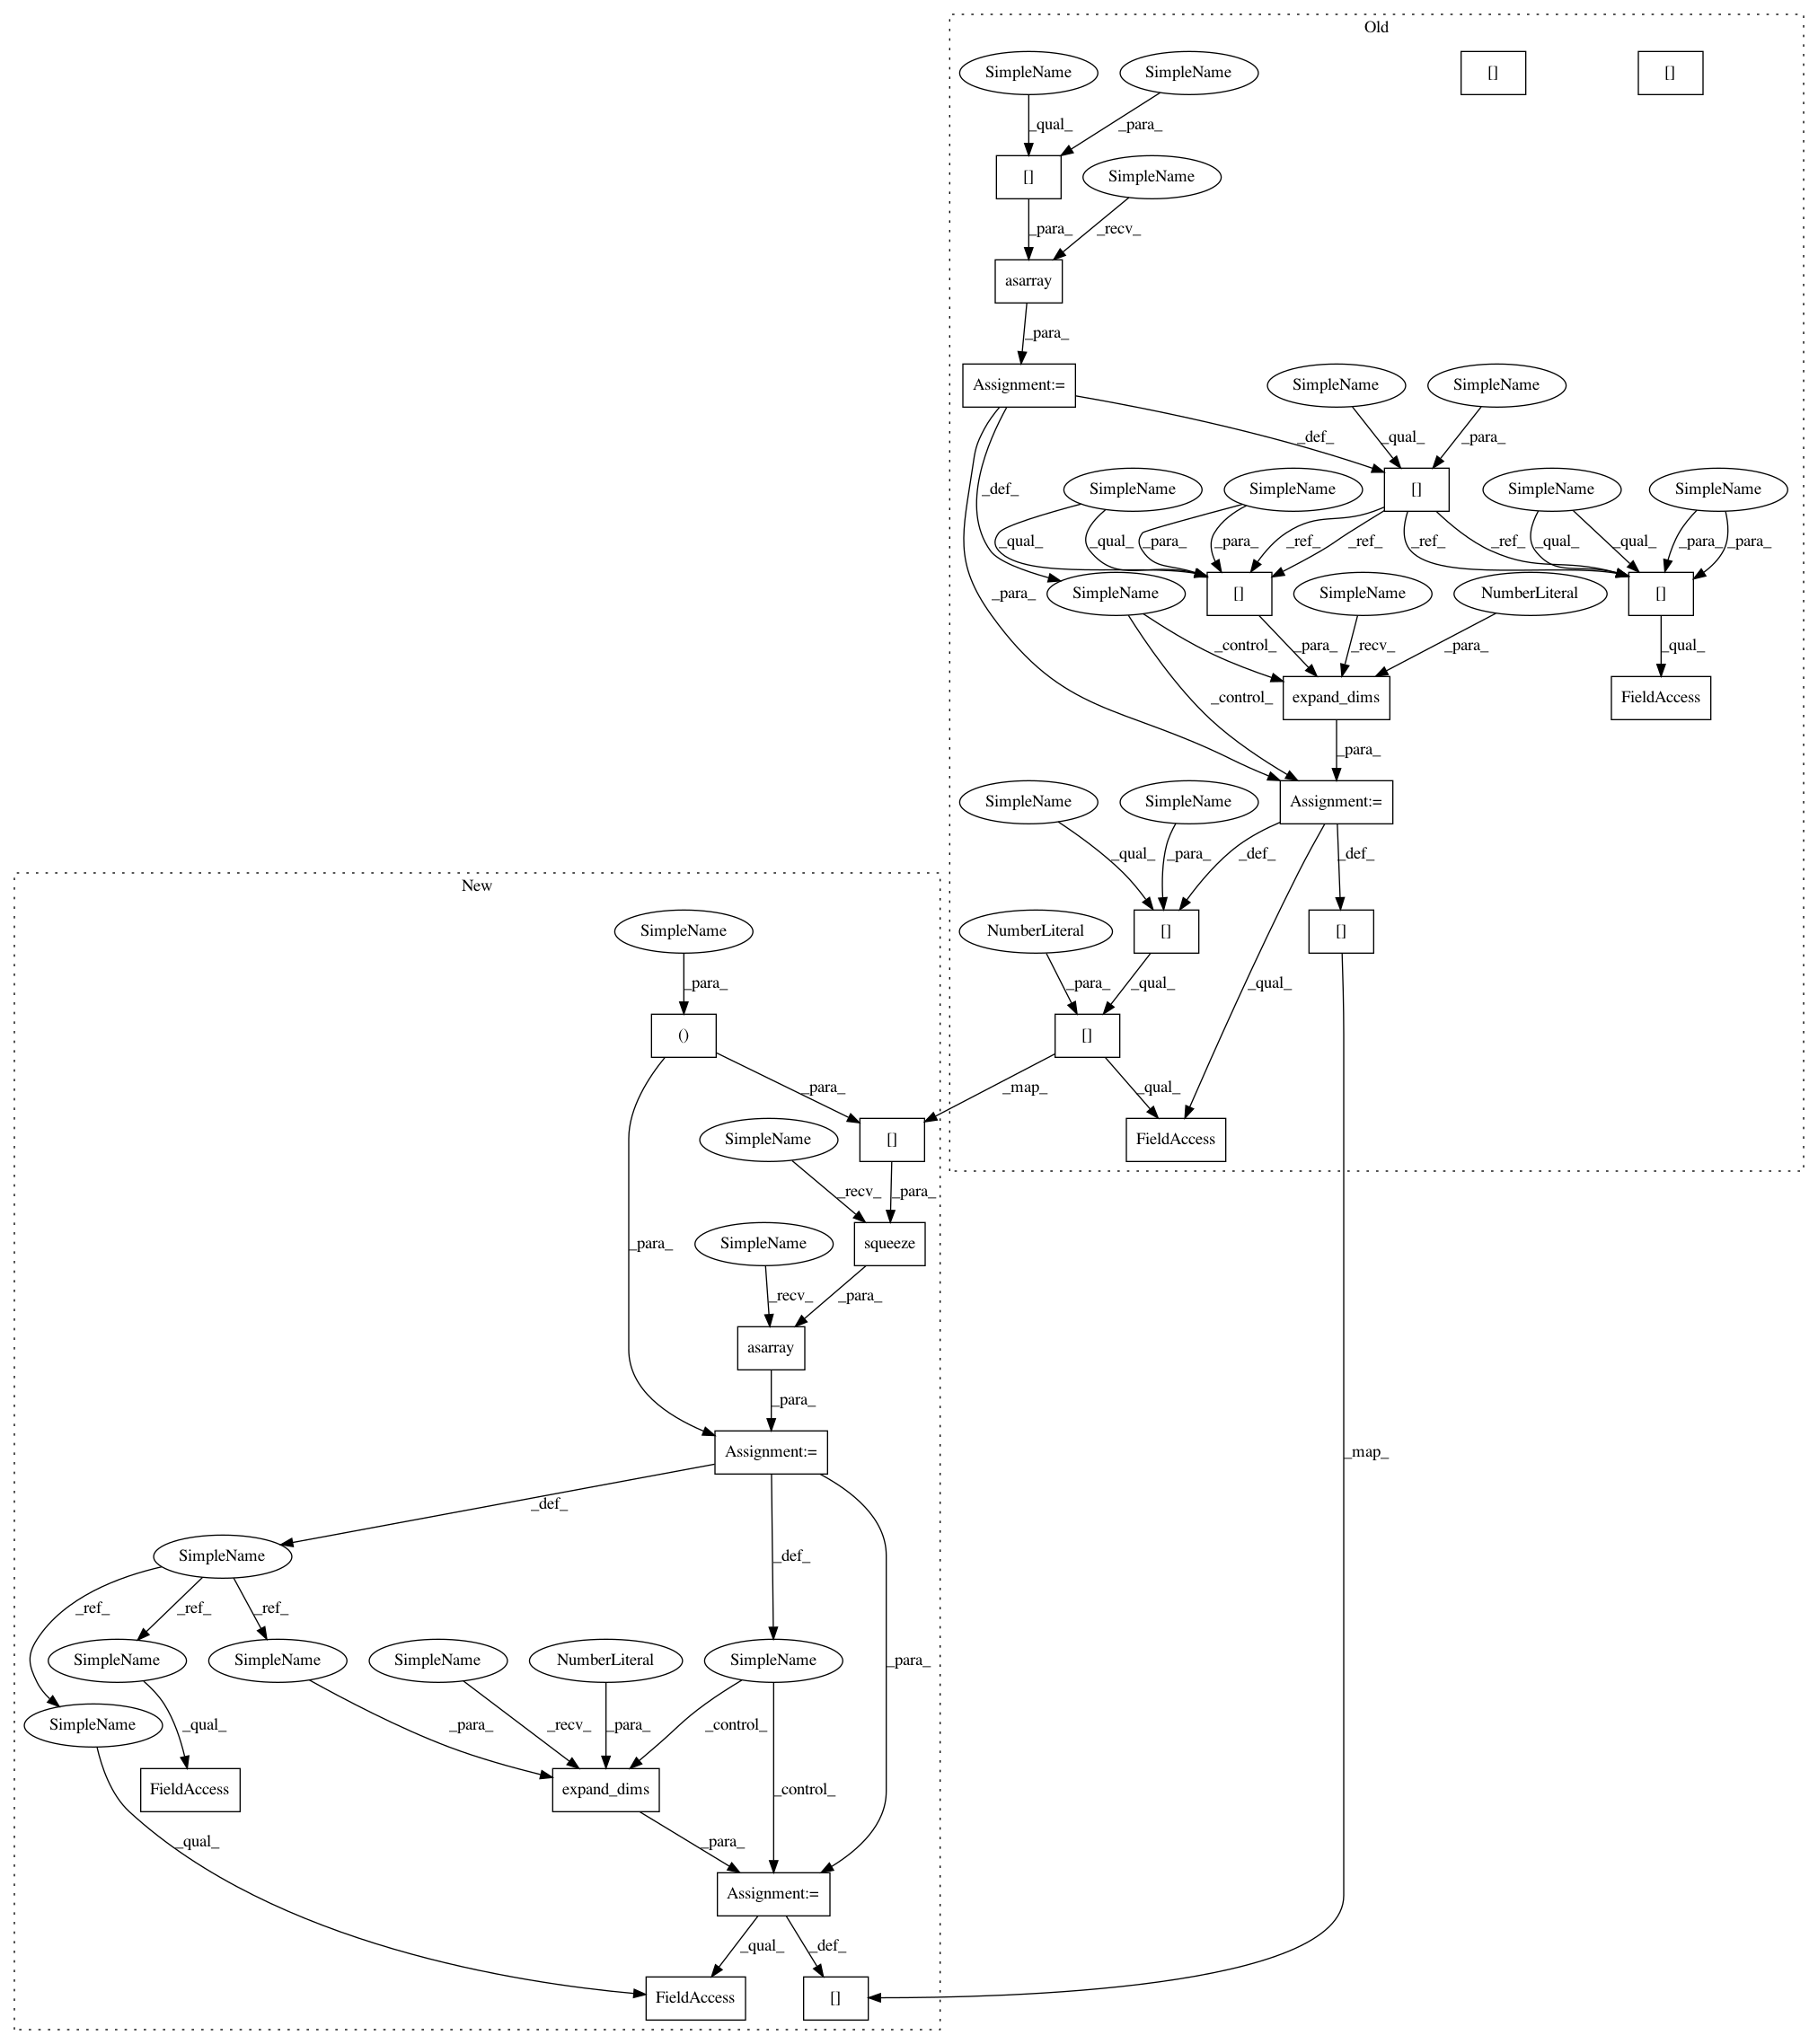 Old
SimpleName SimpleName [] []
_qual_ _para_
[] SimpleName
_para_ _recv_
asarray
_para_
Assignment:= SimpleName SimpleName
_def_ _qual_ _para_
_def_ SimpleName SimpleName [] SimpleName SimpleName
_qual_ _qual_ _para_ _para_ _ref_ _ref_ _ref_ _ref_ _qual_ _qual_ _para_ _para_
_para_ SimpleName [] SimpleName NumberLiteral []
_control_ _para_ _recv_ _para_ _qual_
_control_ expand_dims FieldAccess
_para_
SimpleName SimpleName Assignment:=
_qual_ _para_ _def_ _def_
New
SimpleName NumberLiteral [] []
_para_ _para_ _qual_ _qual_
() []
_para_ _map_ _qual_
SimpleName [] FieldAccess
_recv_ _para_
_para_ SimpleName squeeze
_recv_ _para_
asarray
_para_
Assignment:= _map_
_def_
SimpleName _def_
_ref_ _ref_ _ref_
SimpleName SimpleName SimpleName NumberLiteral SimpleName _para_
SimpleName _qual_ _para_ _recv_ _para_ _control_
FieldAccess expand_dims _control_
_qual_ _para_
Assignment:=
_qual_ _def_
FieldAccess []